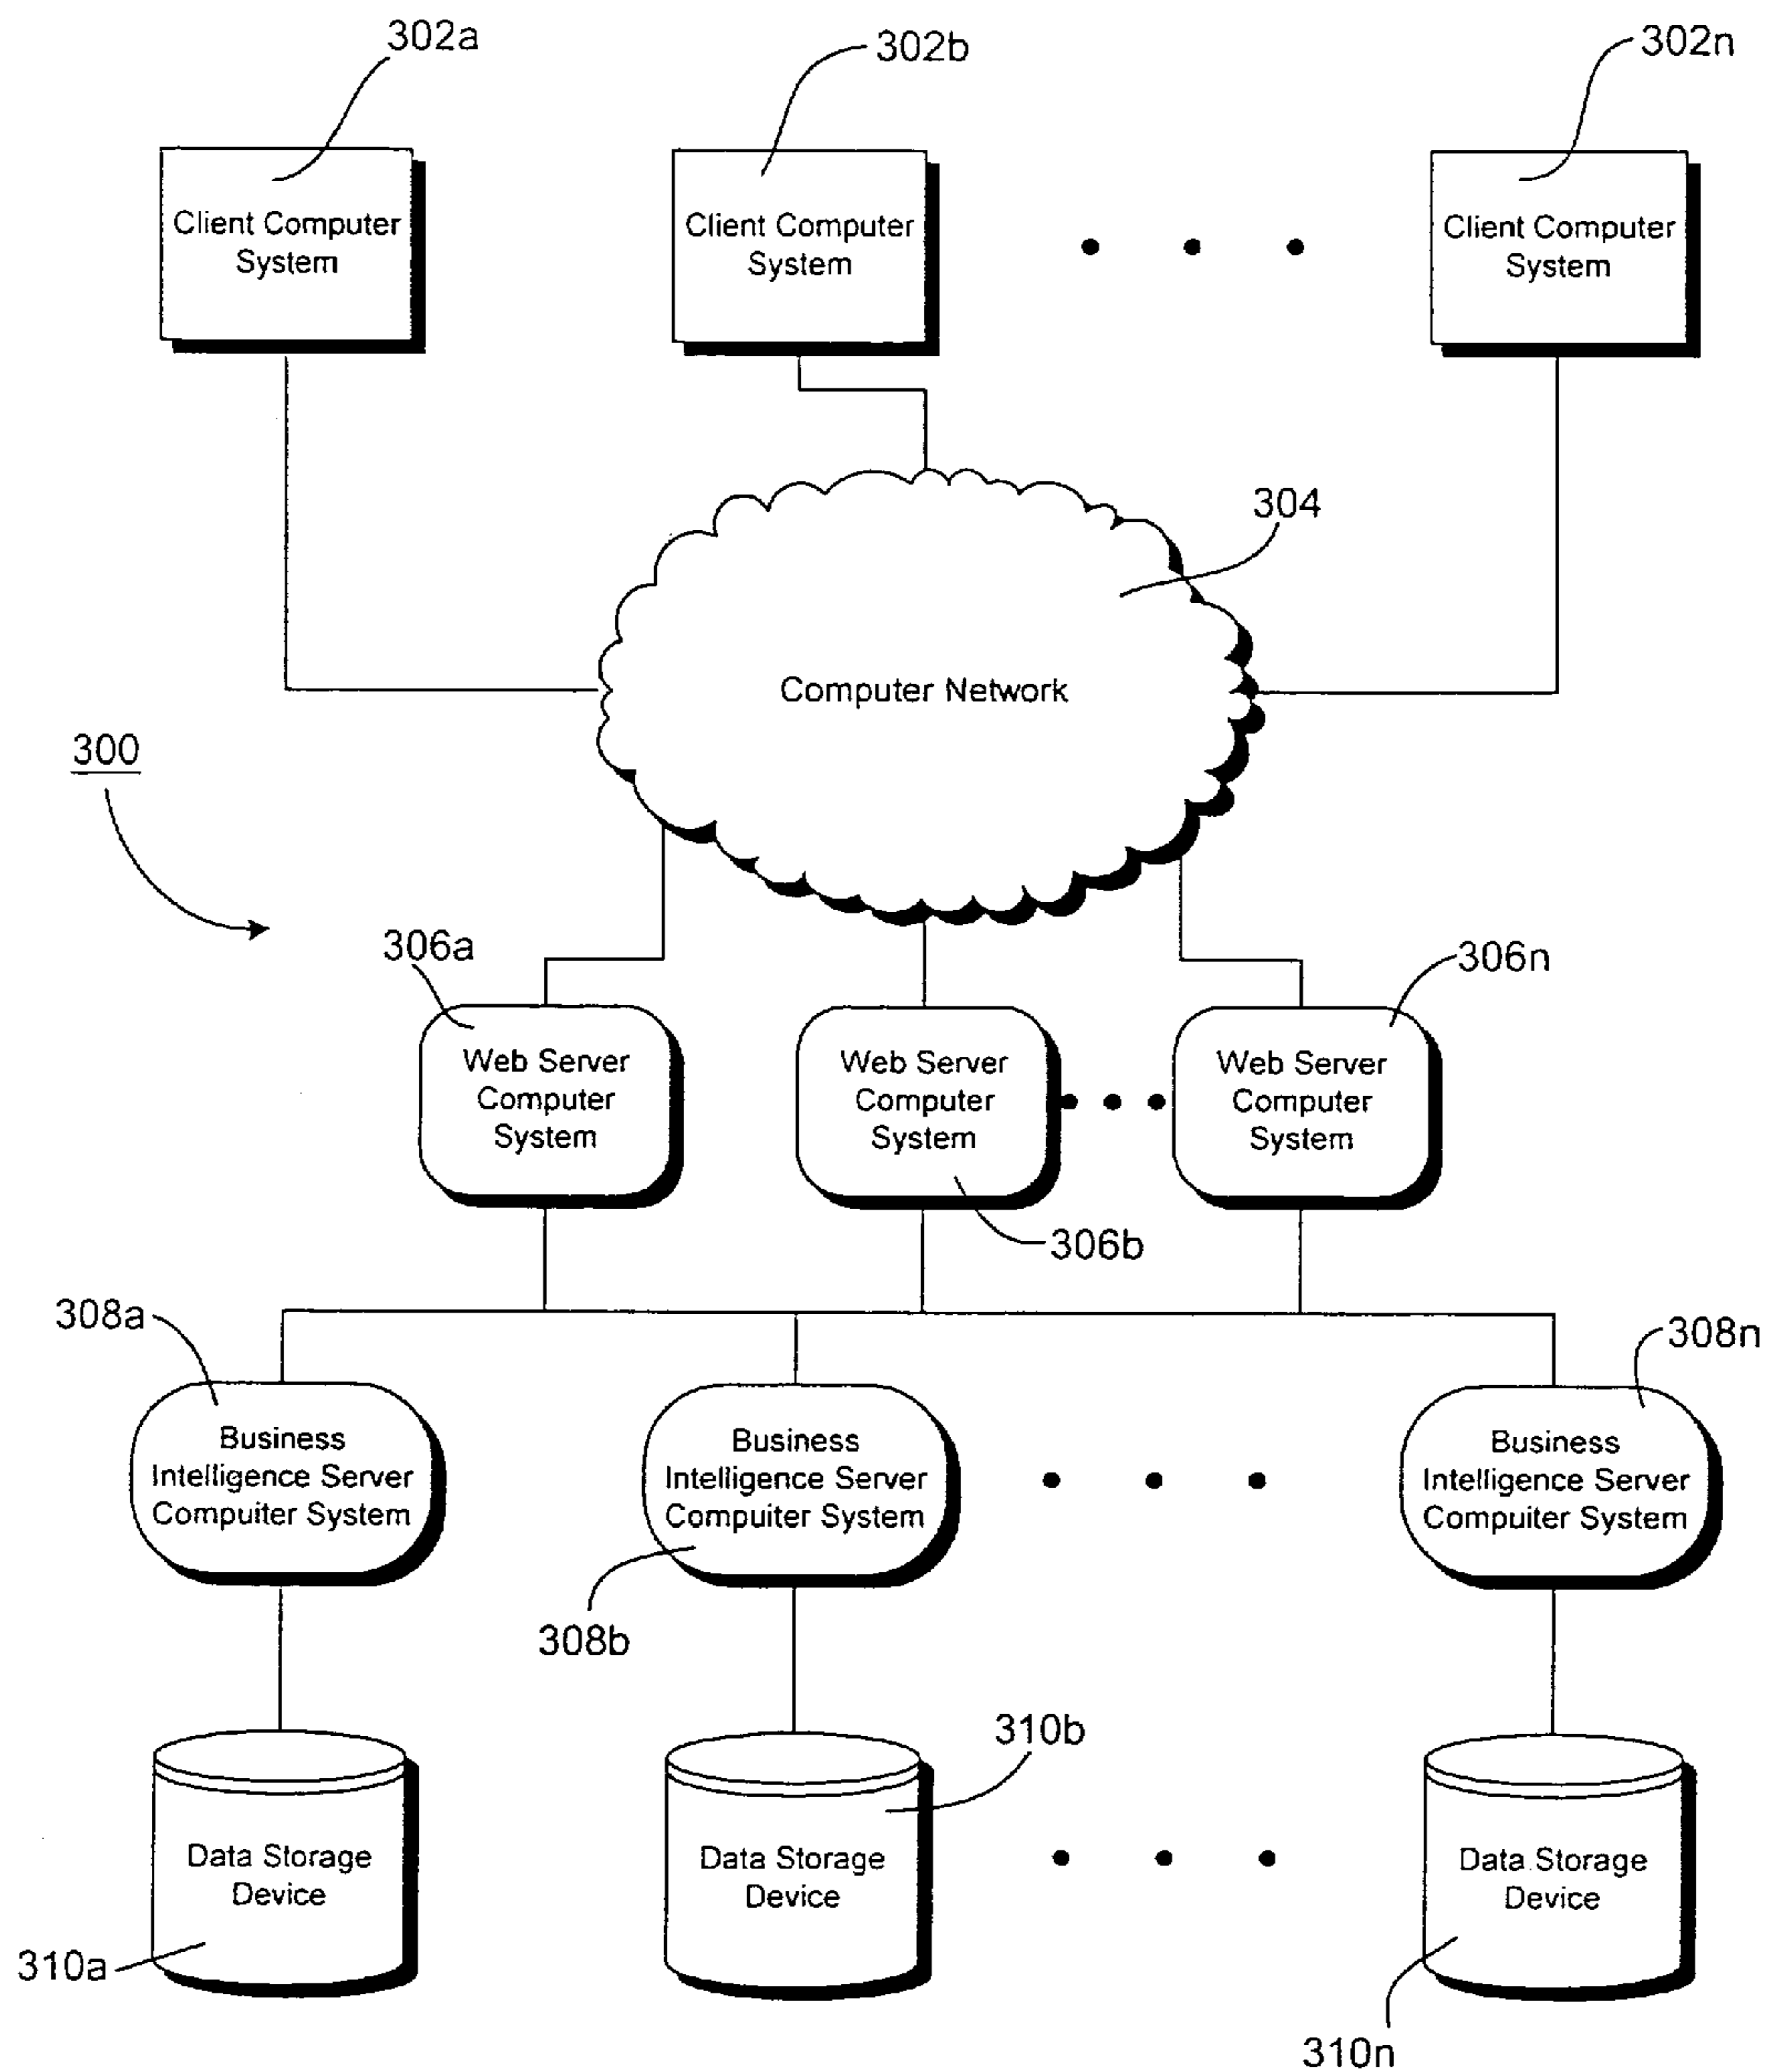 302a
302b
302n
Client Computer
System
Client Computer
System
Client Computer
System
304
Computer Network
300
306a
306n
Web Server
Computer
System
Web Server
Computer
System
Web Server
Computer
System
306b
308a
308n
Business
Intelligence Server
Compuiter System
Business
Intelligence Server
Compuiter System
Business
Intelligence Server
Compuiter System
308b
310b
Data Storage
Device
Data Storage
Device
Data Storage
Device
310a
310n